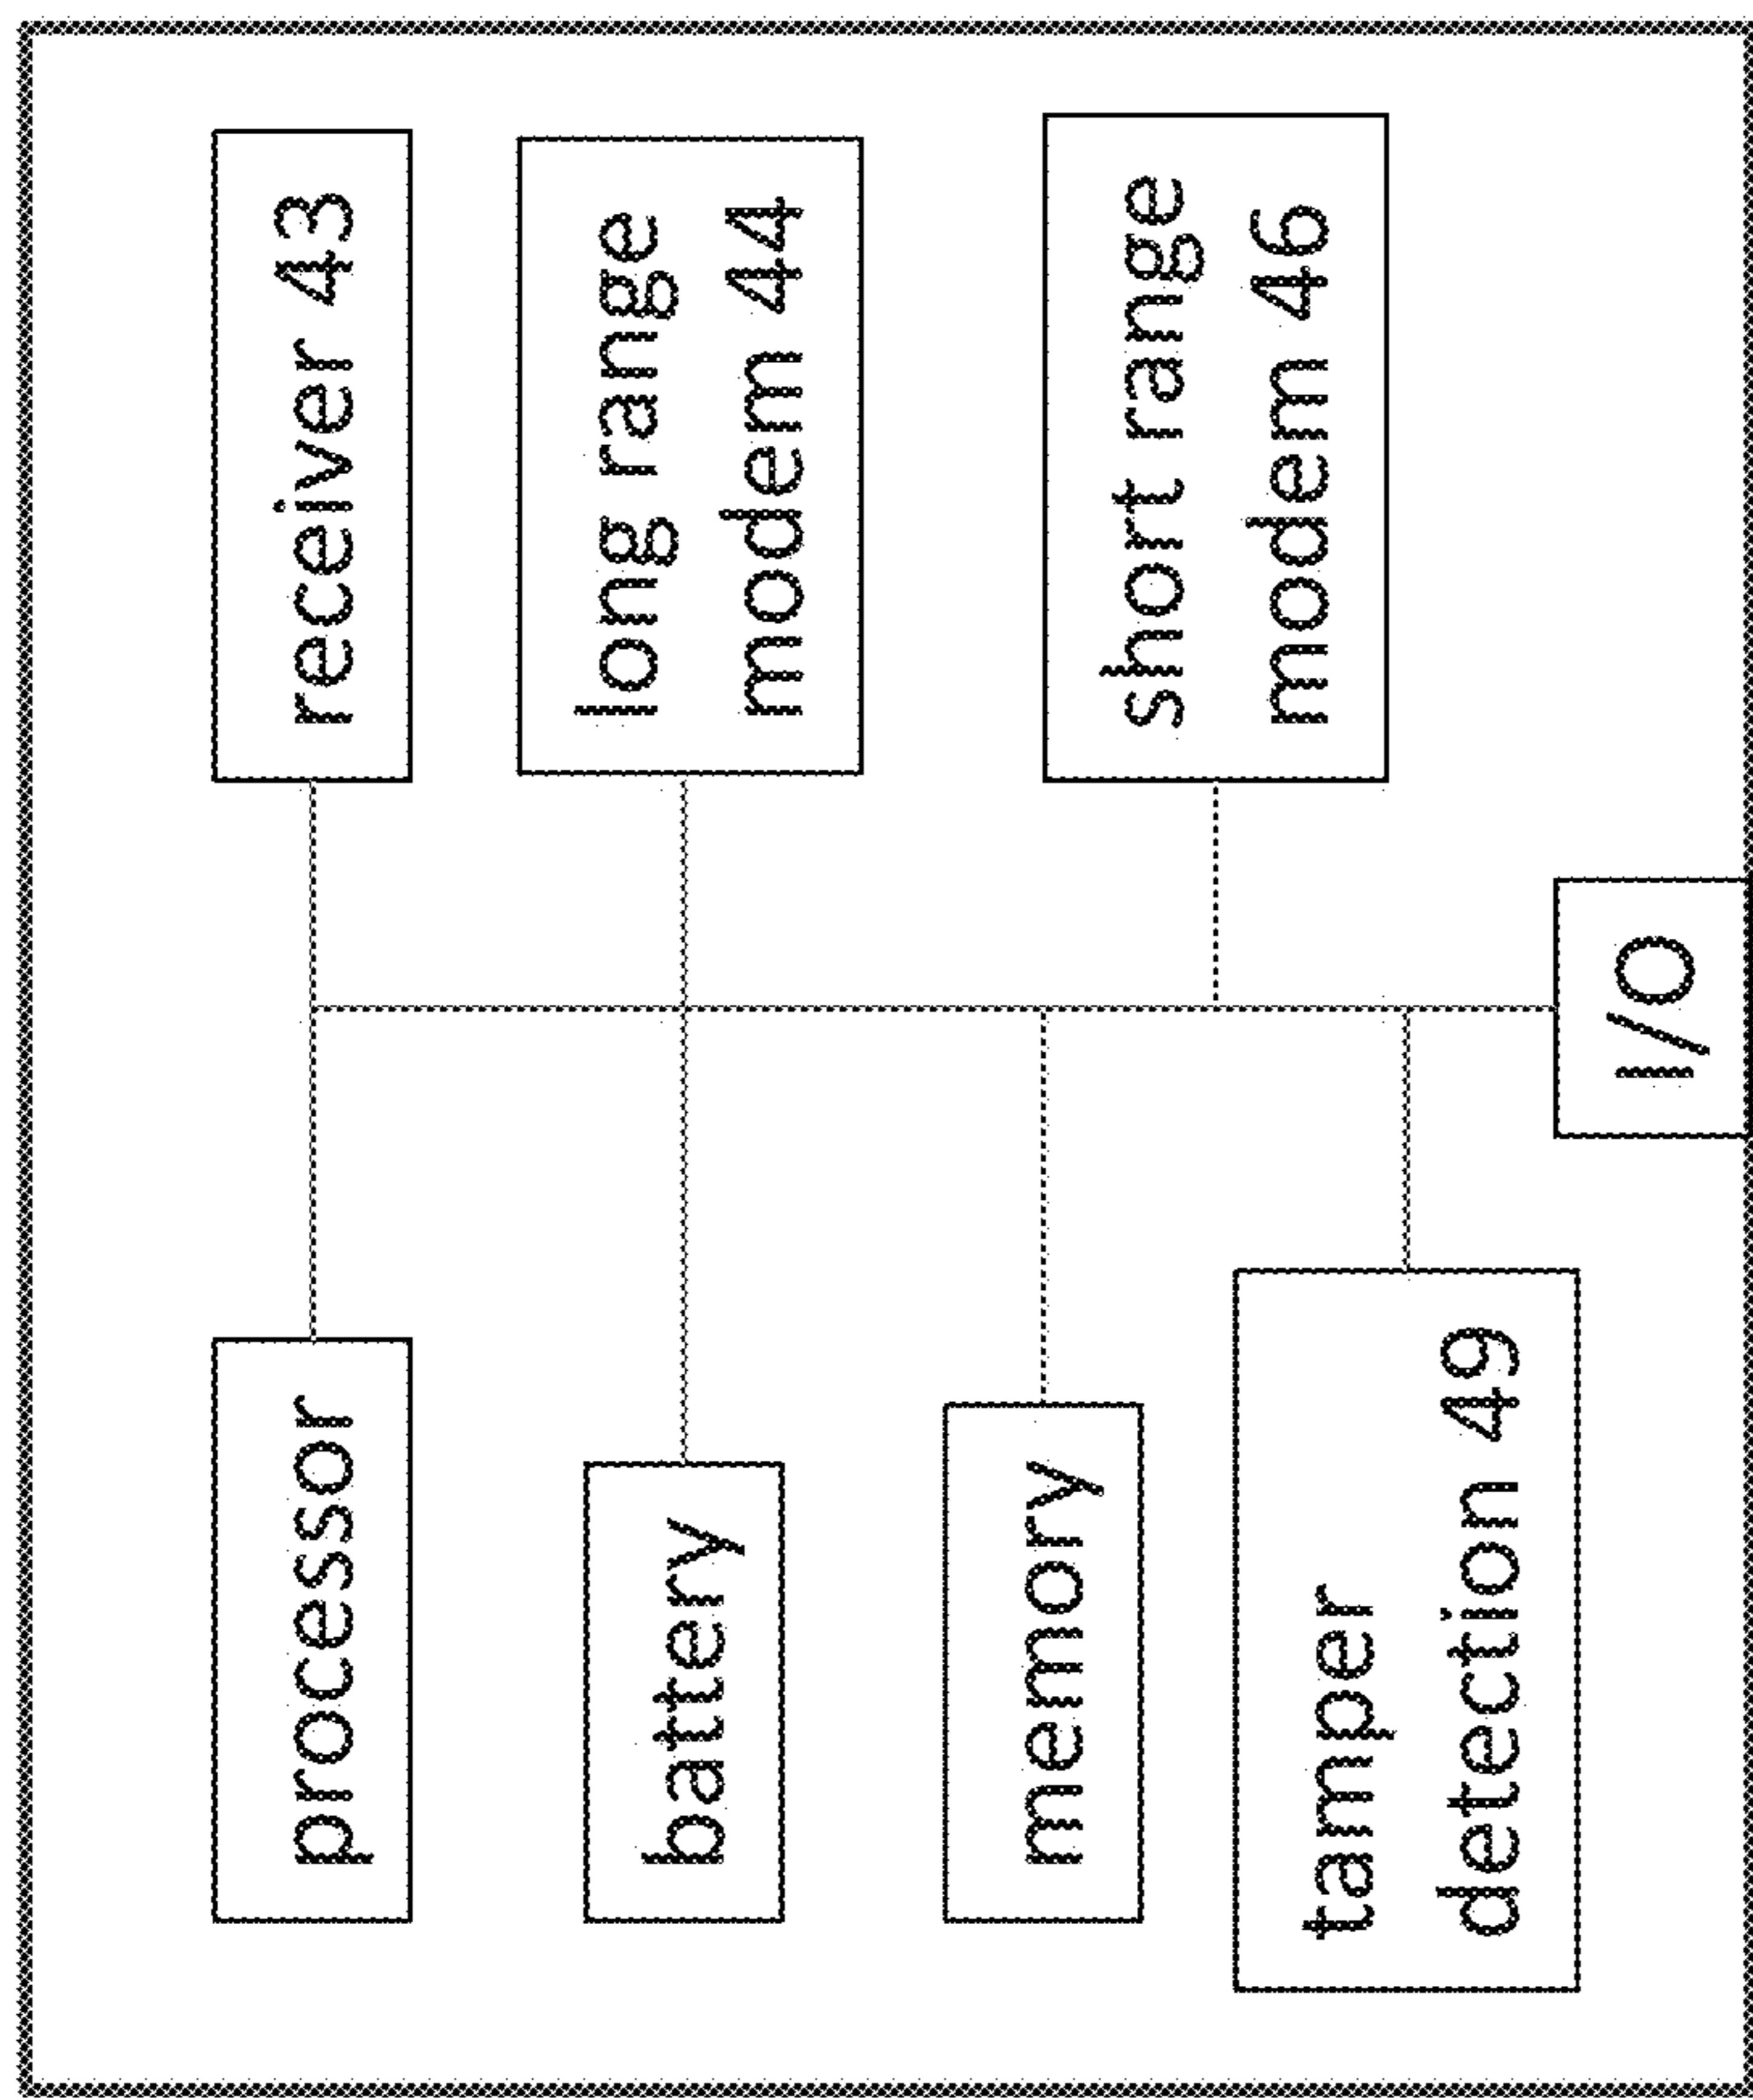 processor
receiver 43
battery
long range
modem 44
memory
short range
modem 46
tamper
detection 49
I/O